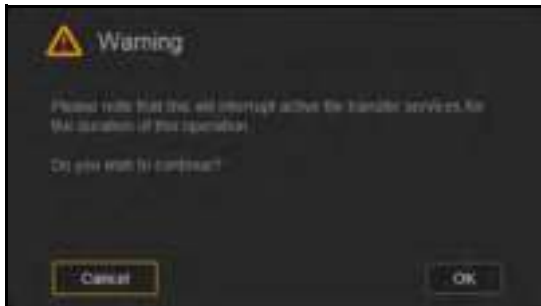 Warning
Please note that this will interrupt active file transfer services for
the duration of this operation.
Do you wish to continue?
Cancel
OK